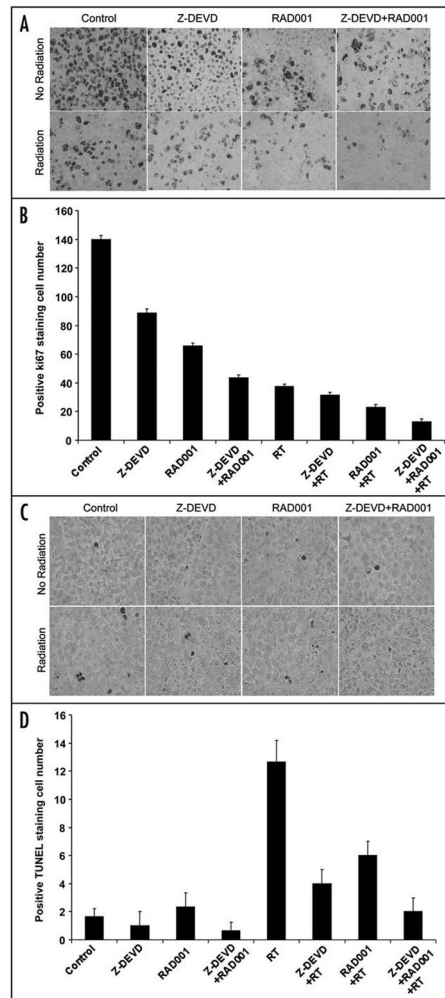 A
Control Z-DEVD RAD001 Z-DEVD+RAD001
No Radiation
Radiation
B
Positive ki67 staining cell number
160
140
120
100
80
60
40
20
0
Control
Z-DEVD
RAD001
Z-DEVD
+RAD001
RT
Z-DEVD
+RT
RAD001
+RT
Z-DEVD
+RAD001
+RT
C
Control Z-DEVD RAD001 Z-DEVD+RAD001
No Radiation
Radiation
D
Positive TUNEL staining cell number
16
14
12
10
8
6
4
2
0
Control
Z-DEVD
RAD001
Z-DEVD
+RAD001
RT
Z-DEVD
+RT
RAD001
+RT
Z-DEVD
+RAD001
+RT